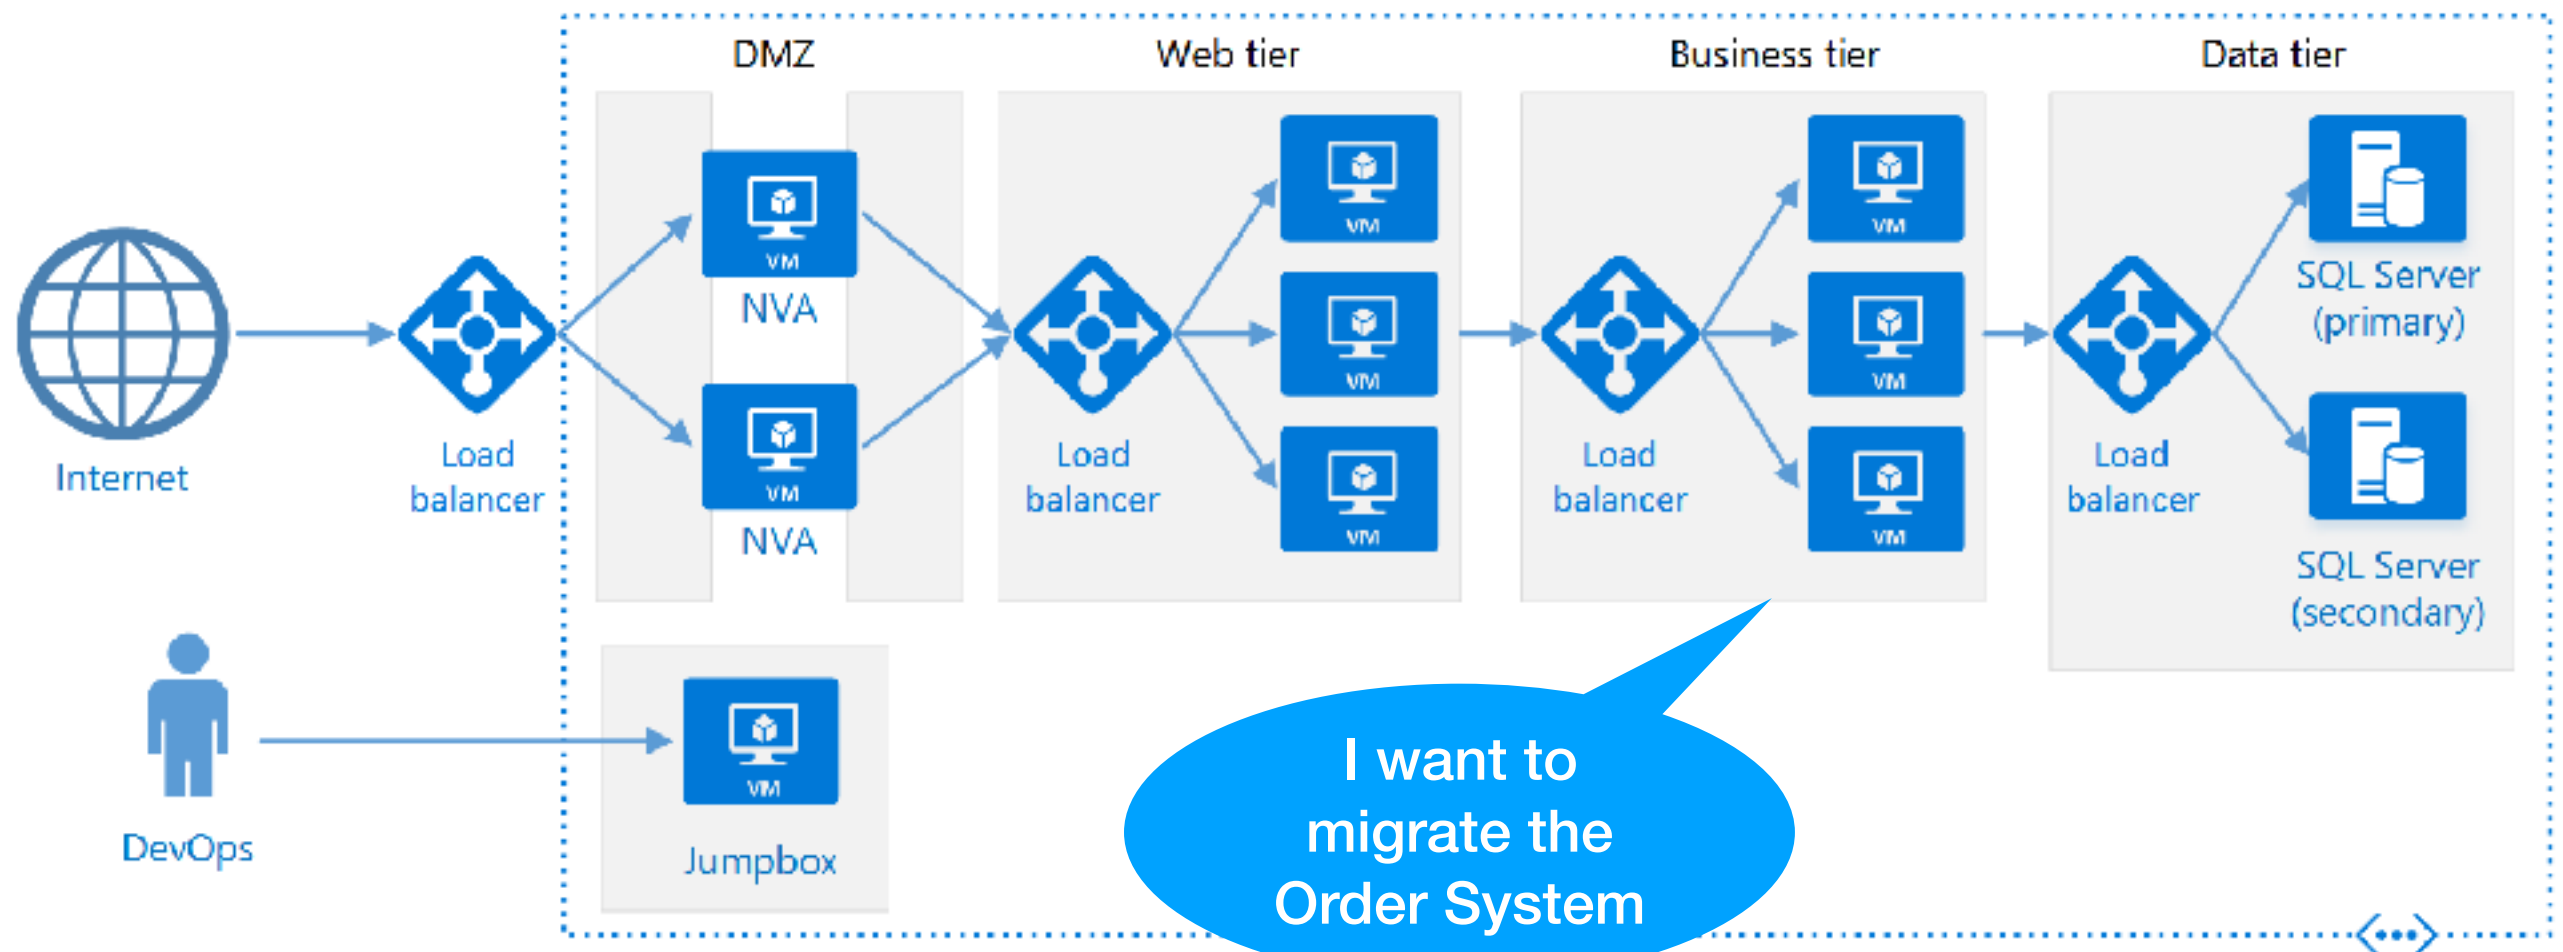 DMZ
Web tier
Business tier
Data tier
VM
NVA
VM
NVA
VM
VM
VM
VM
VM
VM
SQL Server
(primary)
SQL Server
(secondary)
Internet
Load
balancer
Load
balancer
Load
balancer
Load
balancer
DevOps
VM
Jumpbox
I want to
migrate the
Order System